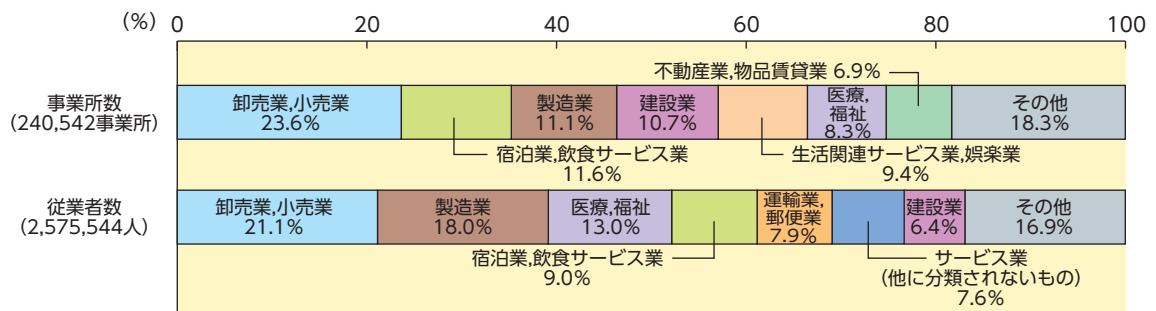 (%) 0 20 40 60 80 100
不動産業,物品賃貸業 6.9%
事業所数
(240,542事業所)
卸売業,小売業
23.6%
製造業
11.1%
建設業
10.7%
医療,
福祉
8.3%
その他
18.3%
宿泊業,飲食サービス業
11.6%
生活関連サービス業,娯楽業
9.4%
従業者数
(2,575,544人)
卸売業,小売業
21.1%
製造業
18.0%
医療,福祉
13.0%
運輸業,
郵便業
7.9%
建設業
6.4%
その他
16.9%
宿泊業,飲食サービス業
9.0%
サービス業
(他に分類されないもの)
7.6%